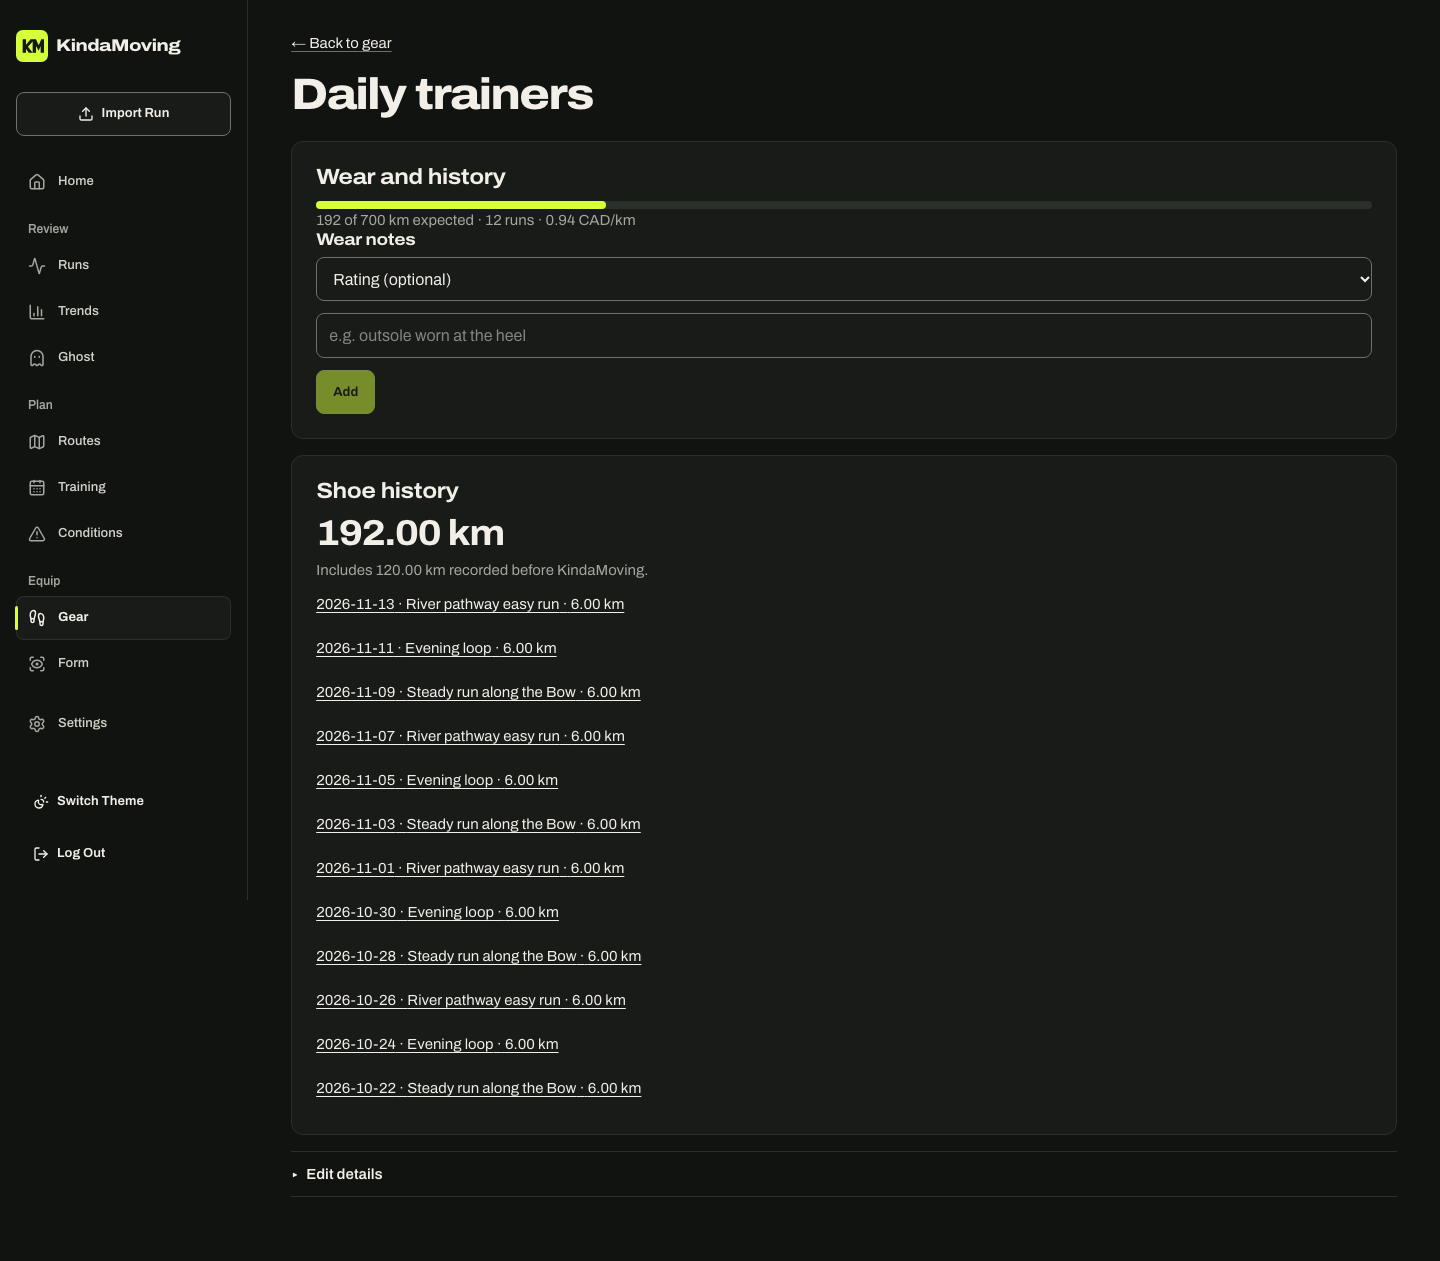 KM KindaMoving
Import Run
Home
Review
Runs
Trends
Ghost
Plan
Routes
Training
Conditions
Equip
Gear
Form
Settings
Switch Theme
Log Out
← Back to gear
Daily trainers
Wear and history
192 of 700 km expected · 12 runs · 0.94 CAD/km
Wear notes
Rating (optional)
e.g. outsole worn at the heel
Add
Shoe history
192.00 km
Includes 120.00 km recorded before KindaMoving.
2026-11-13 · River pathway easy run · 6.00 km
2026-11-11 · Evening loop · 6.00 km
2026-11-09 · Steady run along the Bow · 6.00 km
2026-11-07 · River pathway easy run · 6.00 km
2026-11-05 · Evening loop · 6.00 km
2026-11-03 · Steady run along the Bow · 6.00 km
2026-11-01 · River pathway easy run · 6.00 km
2026-10-30 · Evening loop · 6.00 km
2026-10-28 · Steady run along the Bow · 6.00 km
2026-10-26 · River pathway easy run · 6.00 km
2026-10-24 · Evening loop · 6.00 km
2026-10-22 · Steady run along the Bow · 6.00 km
Edit details